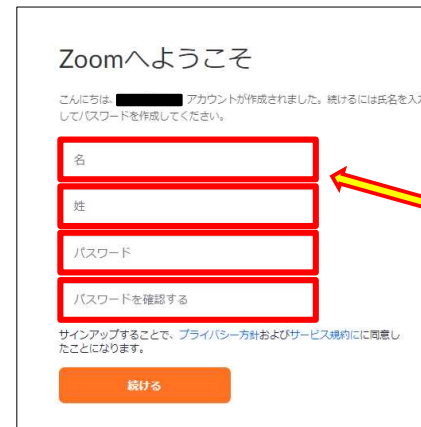 Zoomへようこそ
こんにちは、 アカウントが作成されました。続けるには氏名を入
してパスワードを作成してください。
名
姓
パスワード
パスワードを確認する
サインアップすることで、プライバシー方針およびサービス規約にに同意し
たことになります。
続ける